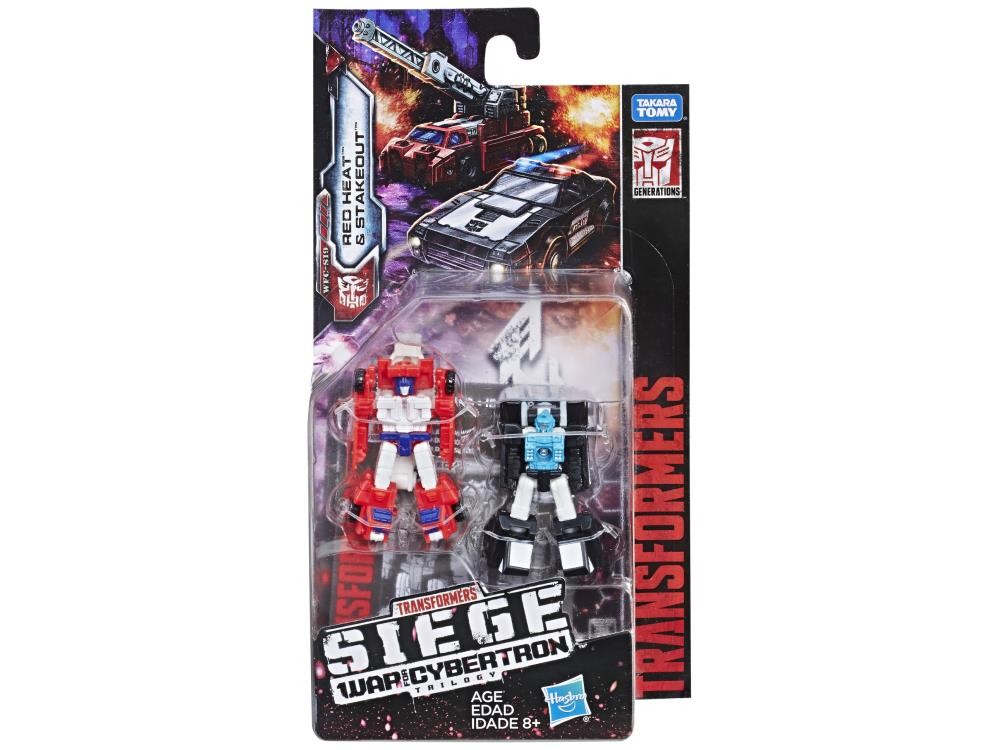 TAKARA
TOMY®
GENERATIONS
RED HEAT™
& STAKEOUT™
WFC-S19
TRANSFORMERS
TRANSFORMERS
SIEGE
WAR FOR CYBERTRON
TRILOGY
AGE
EDAD
IDADE 8+
Hasbro
®